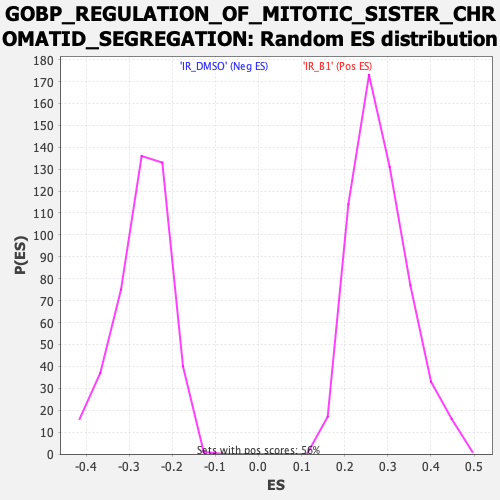 GOBP_REGULATION_OF_MITOTIC_SISTER_CHR
OMATID_SEGREGATION: Random ES distribution
'IR_DMSO' (Neg ES)
'IR_B1' (Pos ES)
180
170
160
150
140
130
120
110
100
90
80
70
60
50
40
30
20
10
0
P(ES)
Sets with pos scores: 56%
-0.4 -0.3 -0.2 -0.1 0.0 0.1 0.2 0.3 0.4 0.5
ES